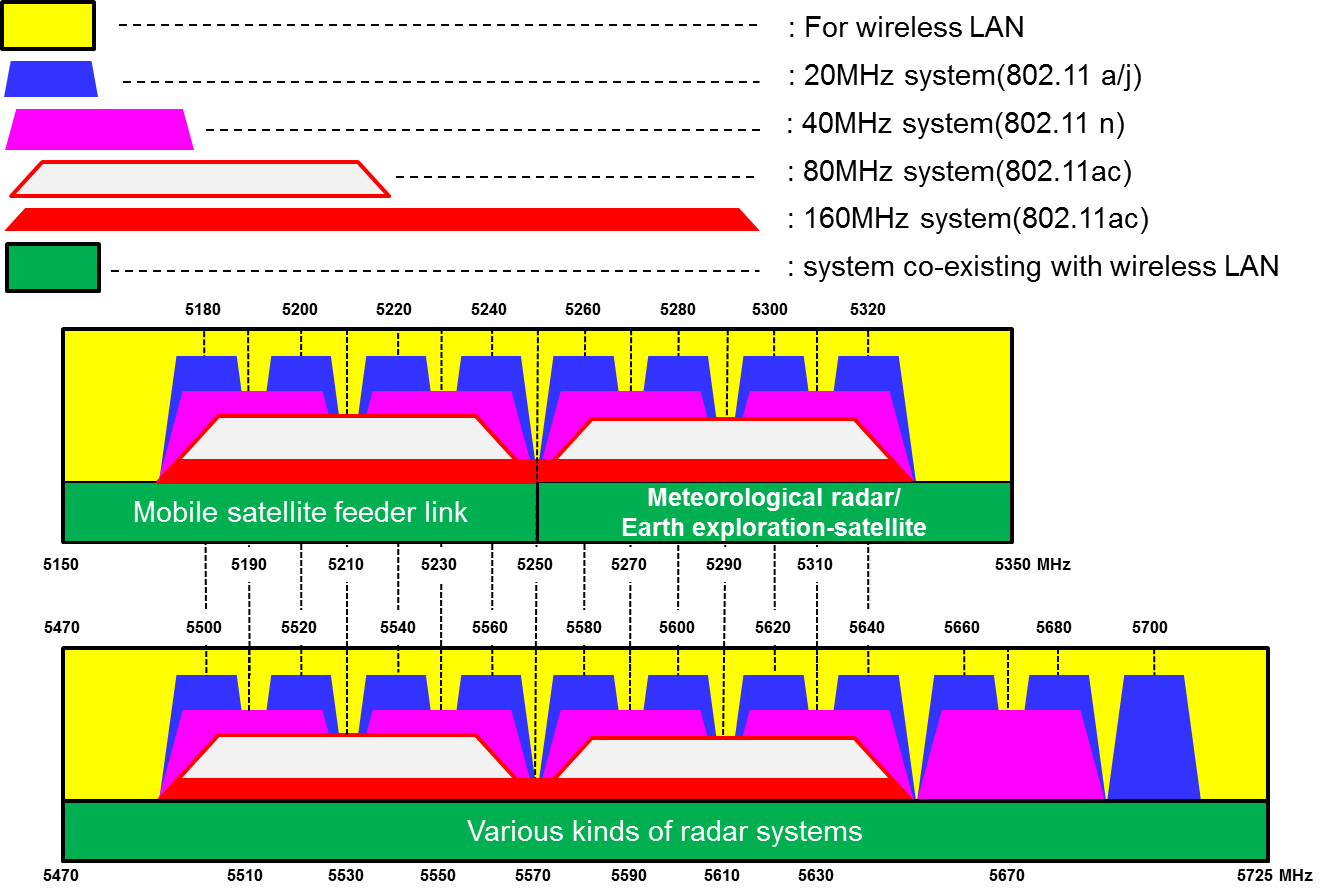 : For wireless LAN
: 20MHz system(802.11 a/j)
: 40MHz system(802.11 n)
: 80MHz system(802.11ac)
: 160MHz system(802.11ac)
: system co-existing with wireless LAN
5180 5200 5220 5240 5260 5280 5300 5320
Mobile satellite feeder link
Meteorological radar/
Earth exploration-satellite
5150 5190 5210 5230 5250 5270 5290 5310 5350 MHz
5470 5500 5520 5540 5560 5580 5600 5620 5640 5660 5680 5700
Various kinds of radar systems
5470 5510 5530 5550 5570 5590 5610 5630 5670 5725 MHz